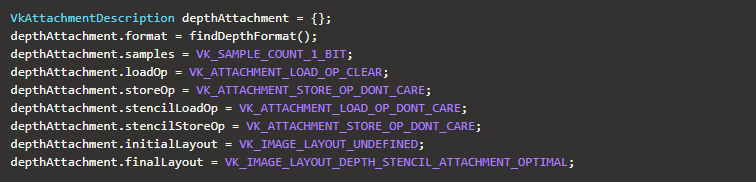 VkAttachmentDescription depthAttachment = {};
depthAttachment.format = findDepthFormat();
depthAttachment.samples = VK_SAMPLE_COUNT_1_BIT;
depthAttachment.loadOp = VK_ATTACHMENT_LOAD_OP_CLEAR;
depthAttachment.storeOp = VK_ATTACHMENT_STORE_OP_DONT_CARE;
depthAttachment.stencilLoadOp = VK_ATTACHMENT_LOAD_OP_DONT_CARE;
depthAttachment.stencilStoreOp = VK_ATTACHMENT_STORE_OP_DONT_CARE;
depthAttachment.initialLayout = VK_IMAGE_LAYOUT_UNDEFINED;
depthAttachment.finalLayout = VK_IMAGE_LAYOUT_DEPTH_STENCIL_ATTACHMENT_OPTIMAL;